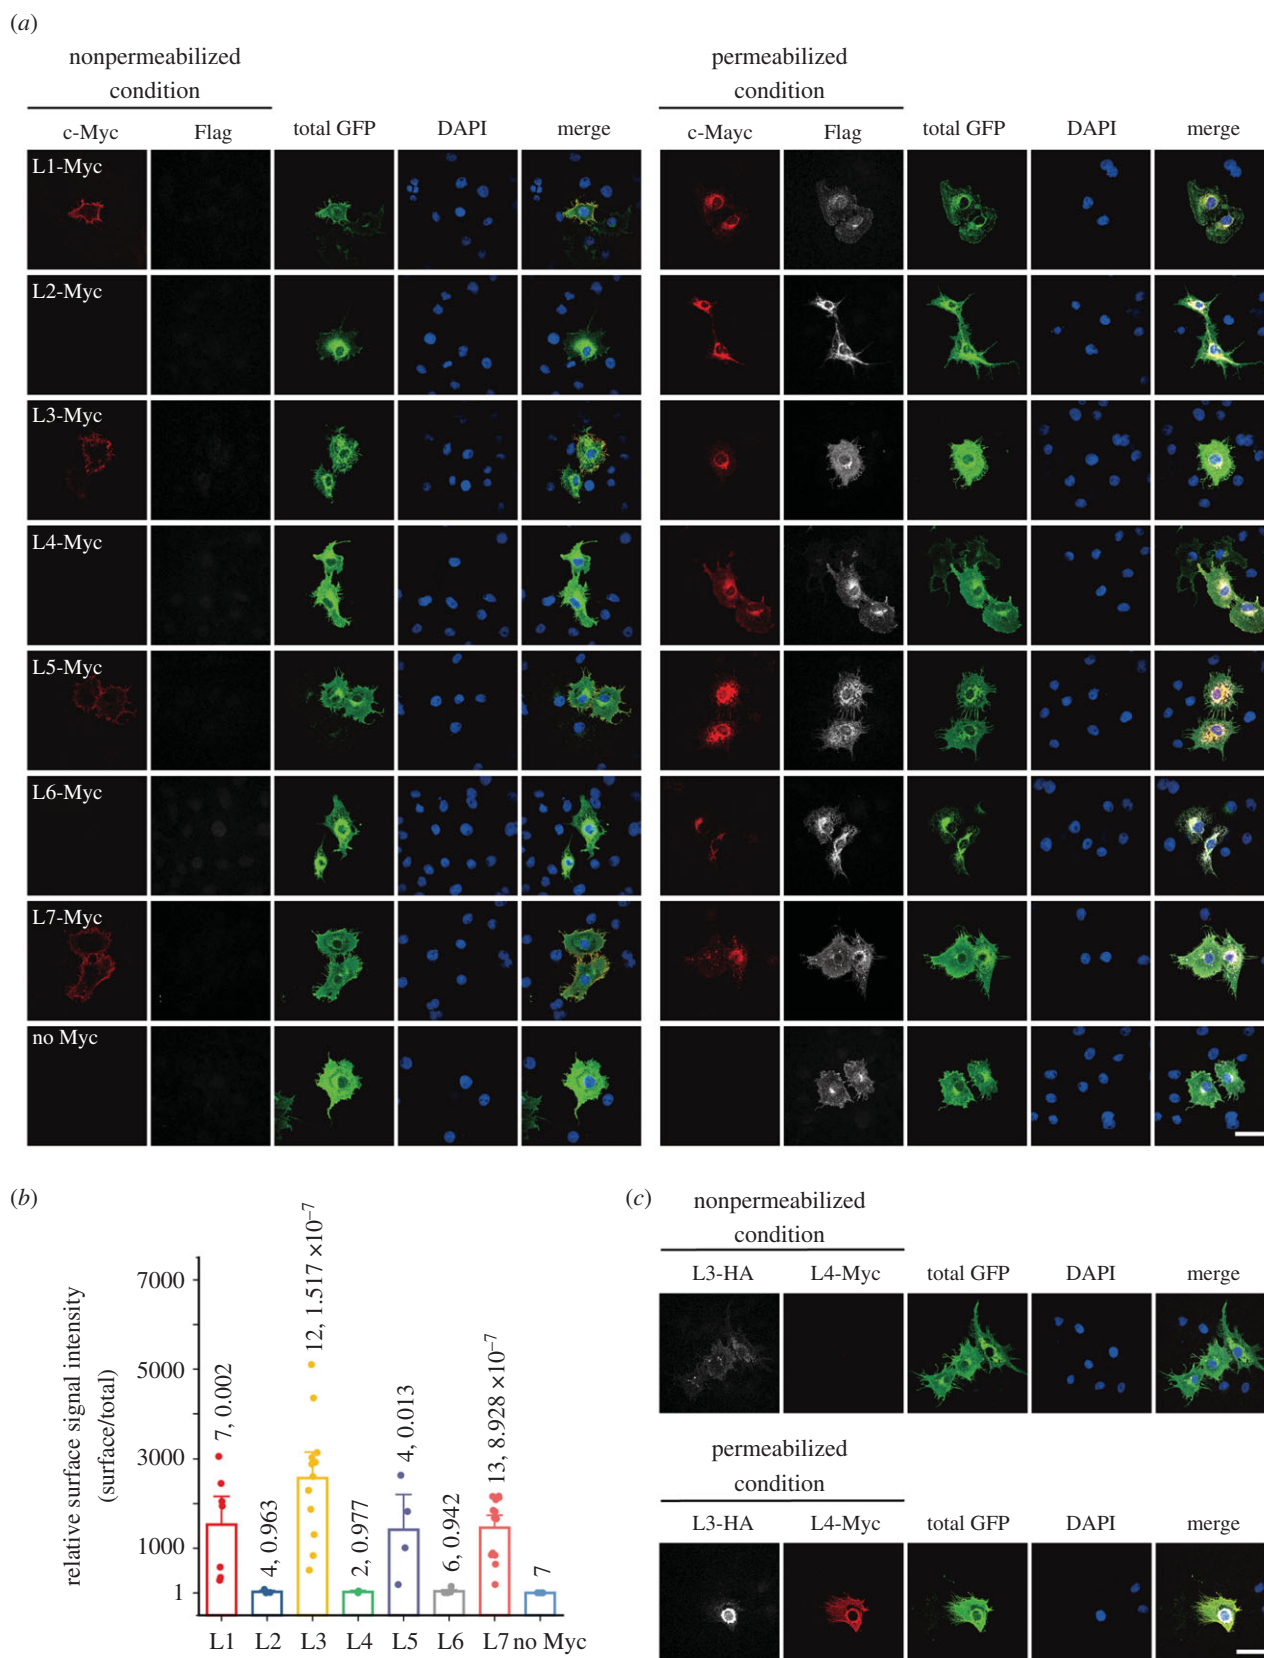 (a)
nonpermeabilized
condition
permeabilized
condition
c-Myc Flag total GFP DAPI merge
c-Mayc Flag total GFP DAPI merge
L1-Myc
L2-Myc
L3-Myc
L4-Myc
L5-Myc
L6-Myc
L7-Myc
no Myc
(b)
relative surface signal intensity
(surface/total)
7000
5000
3000
1000
1
7, 0.002
4, 0.963
12, 1.517 ×10⁻⁷
2, 0.977
4, 0.013
6, 0.942
13, 8.928 ×10⁻⁷
7
L1 L2 L3 L4 L5 L6 L7 no Myc
(c)
nonpermeabilized
condition
L3-HA L4-Myc total GFP DAPI merge
permeabilized
condition
L3-HA L4-Myc total GFP DAPI merge